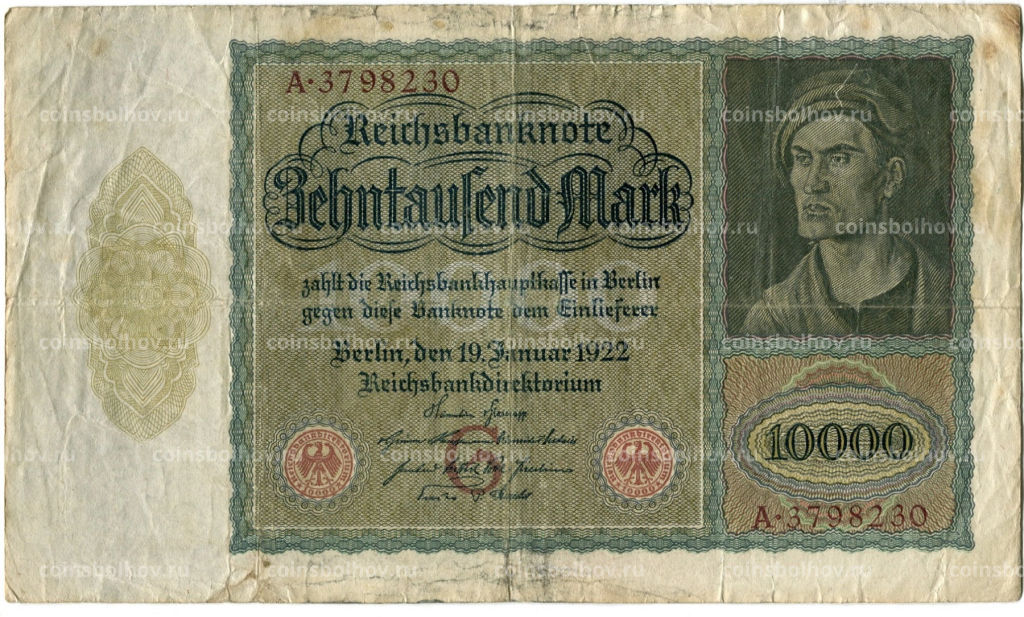 A·3798230
Reichsbanknote
Zehntauſend Mark
zahlt die Reichsbankhauptkaſſe in Berlin
gegen dieſe Banknote dem Einlieferer
Berlin, den 19. Januar 1922
Reichsbankdirektorium
G
10000
A·3798230
coinsbolhov.ru